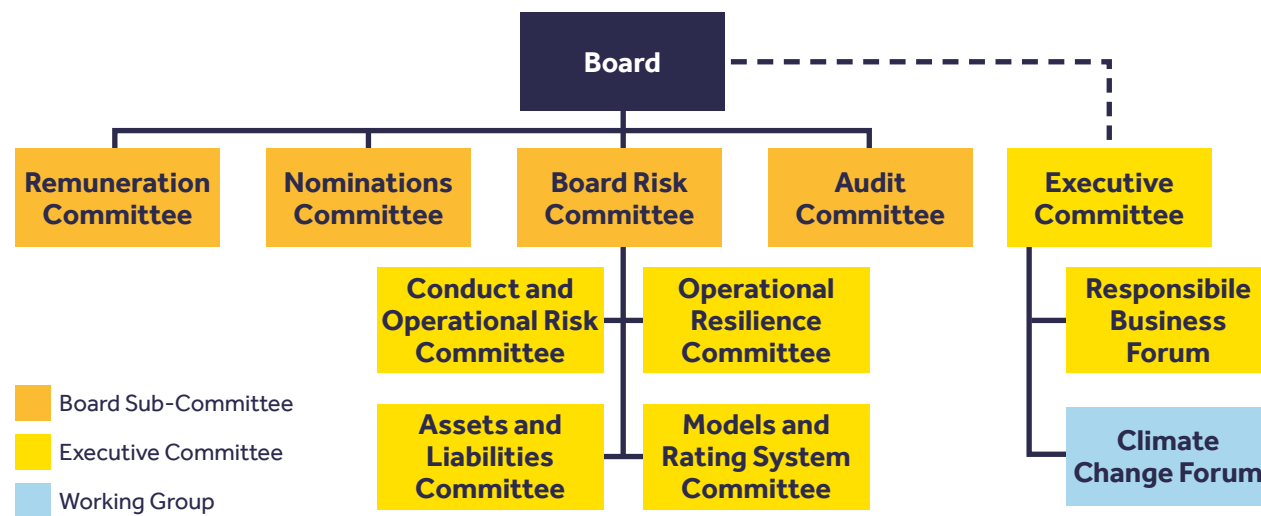 Board
Remuneration
Committee
Nominations
Committee
Board Risk
Committee
Audit
Committee
Executive
Committee
Conduct and
Operational Risk
Committee
Operational
Resilience
Committee
Responsibile
Business
Forum
Assets and
Liabilities
Committee
Models and
Rating System
Committee
Climate
Change Forum
Board Sub-Committee
Executive Committee
Working Group